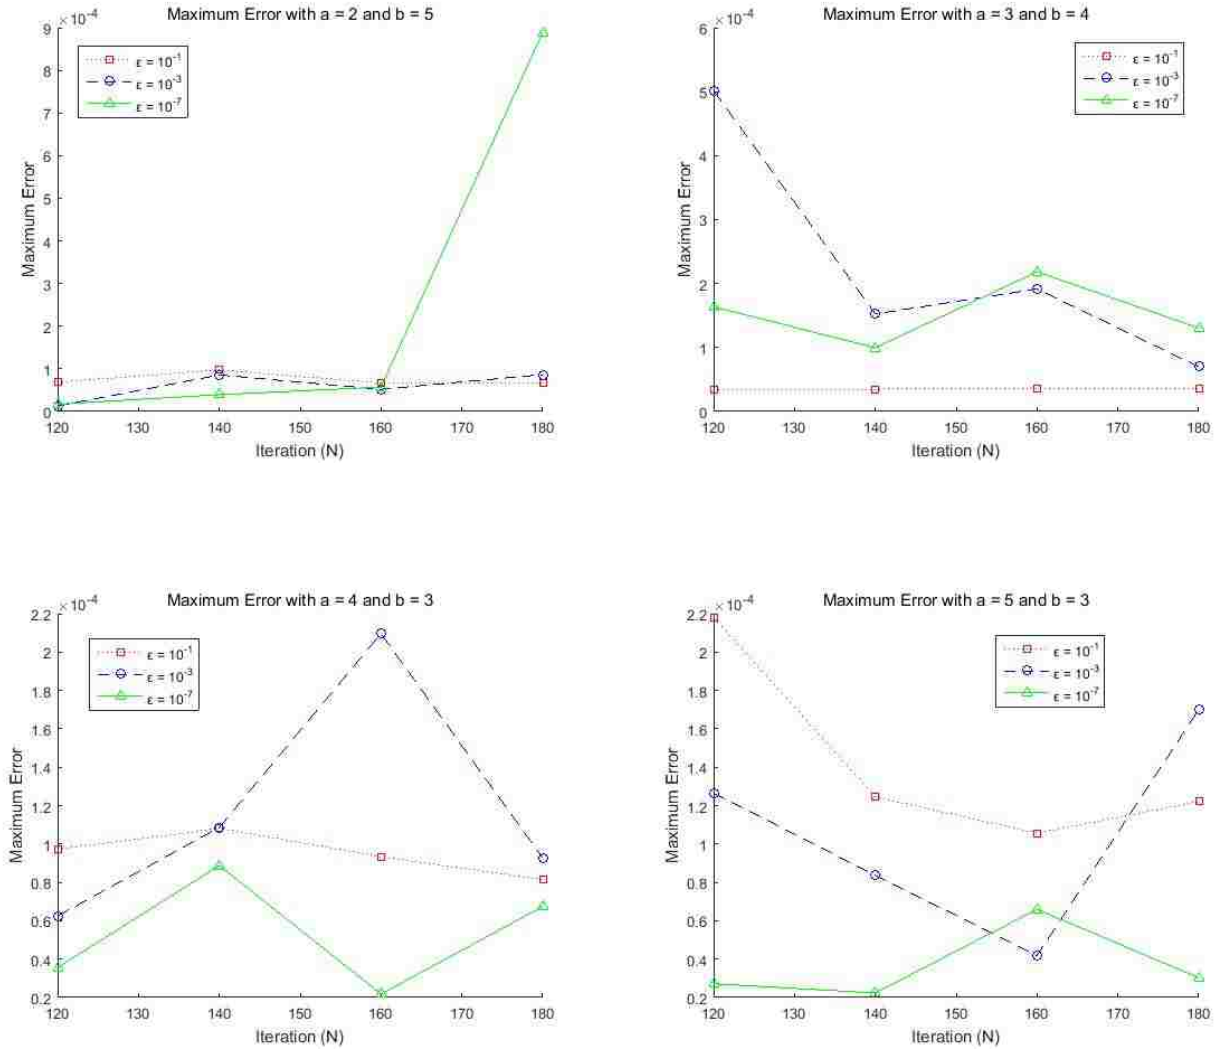 Maximum Error with a = 2 and b = 5
×10⁻⁴
9
8
7
6
5
4
3
2
1
0
Maximum Error
ε = 10⁻¹
ε = 10⁻³
ε = 10⁻⁷
120 130 140 150 160 170 180
Iteration (N)
Maximum Error with a = 3 and b = 4
×10⁻⁴
6
5
4
3
2
1
0
Maximum Error
ε = 10⁻¹
ε = 10⁻³
ε = 10⁻⁷
120 130 140 150 160 170 180
Iteration (N)
Maximum Error with a = 4 and b = 3
×10⁻⁴
2.2
2
1.8
1.6
1.4
1.2
1
0.8
0.6
0.4
0.2
Maximum Error
ε = 10⁻¹
ε = 10⁻³
ε = 10⁻⁷
120 130 140 150 160 170 180
Iteration (N)
Maximum Error with a = 5 and b = 3
×10⁻⁴
2.2
2
1.8
1.6
1.4
1.2
1
0.8
0.6
0.4
0.2
Maximum Error
ε = 10⁻¹
ε = 10⁻³
ε = 10⁻⁷
120 130 140 150 160 170 180
Iteration (N)